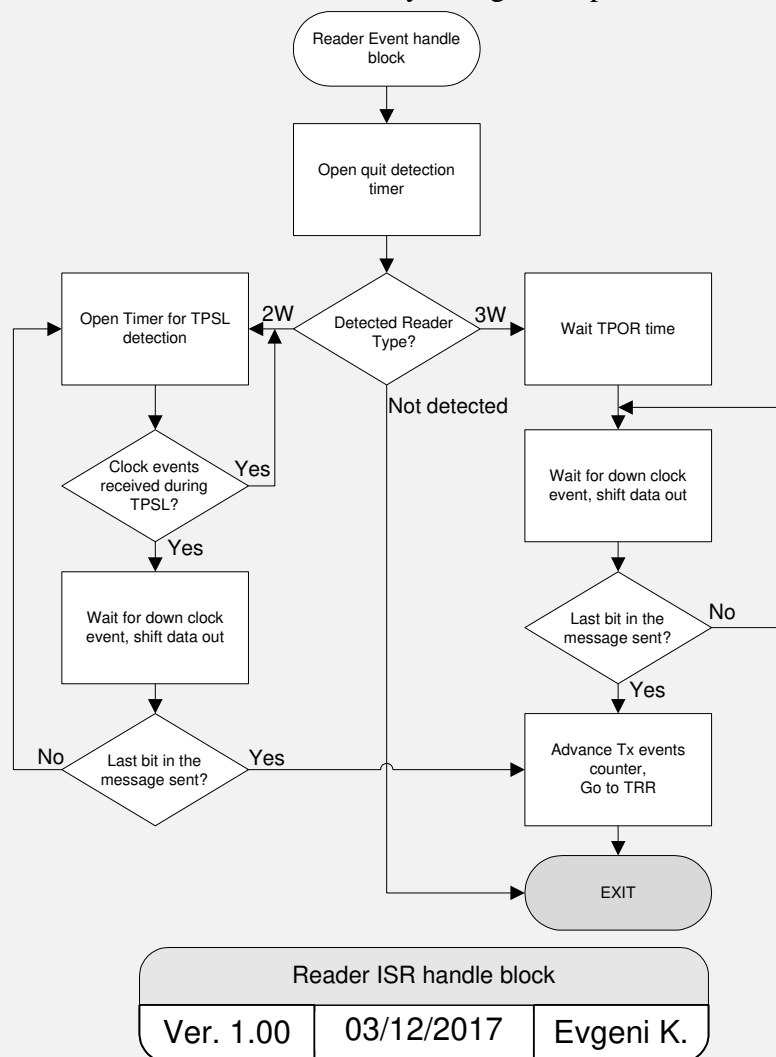 Reader Event handle
block
Open quit detection
timer
Open Timer for TPSL
detection
2W
Detected Reader
Type?
3W
Wait TPOR time
Not detected
Clock events
received during
TPSL?
Yes
Yes
Wait for down clock
event, shift data out
Wait for down clock
event, shift data out
Last bit in the
message sent?
No
Yes
No
Last bit in the
message sent?
Yes
Advance Tx events
counter,
Go to TRR
EXIT
Reader ISR handle block
Ver. 1.00
03/12/2017
Evgeni K.